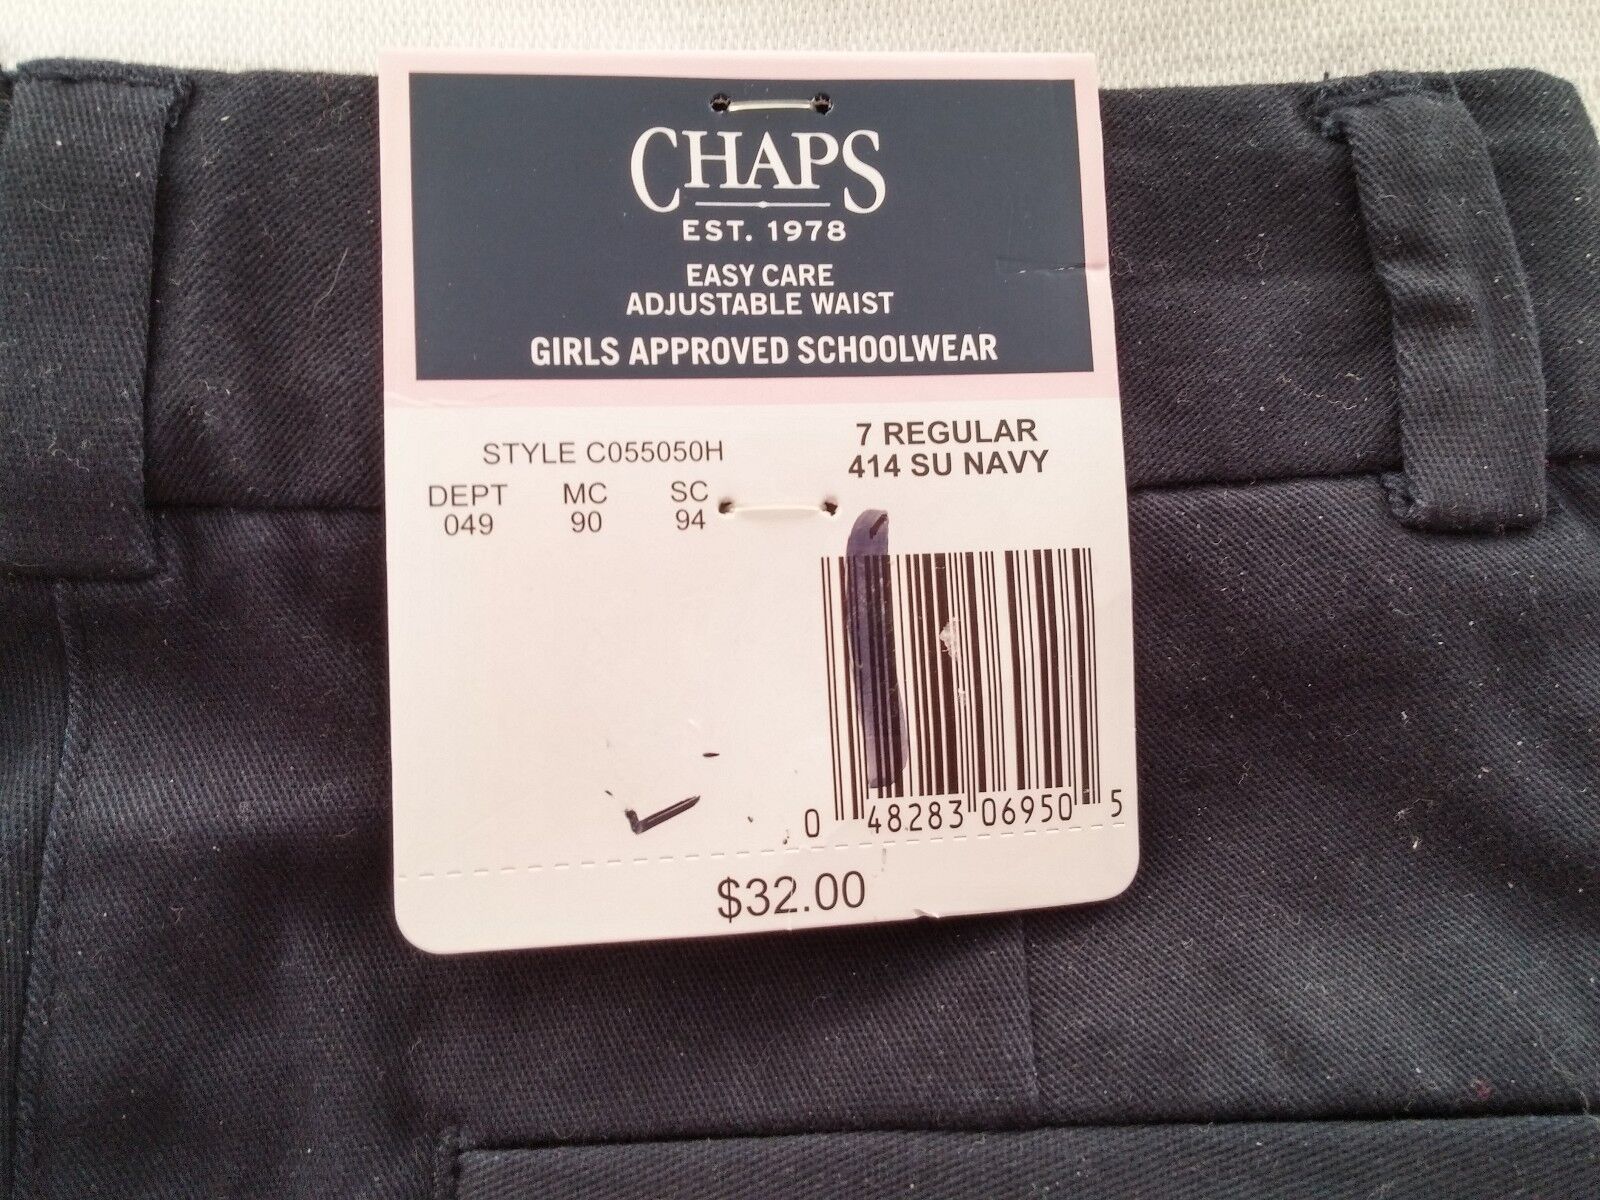 CHAPS
EST. 1978
EASY CARE
ADJUSTABLE WAIST
GIRLS APPROVED SCHOOLWEAR
STYLE C055050H
7 REGULAR
414 SU NAVY
DEPT MC SC
049 90 94
0 48283 06950 5
$32.00